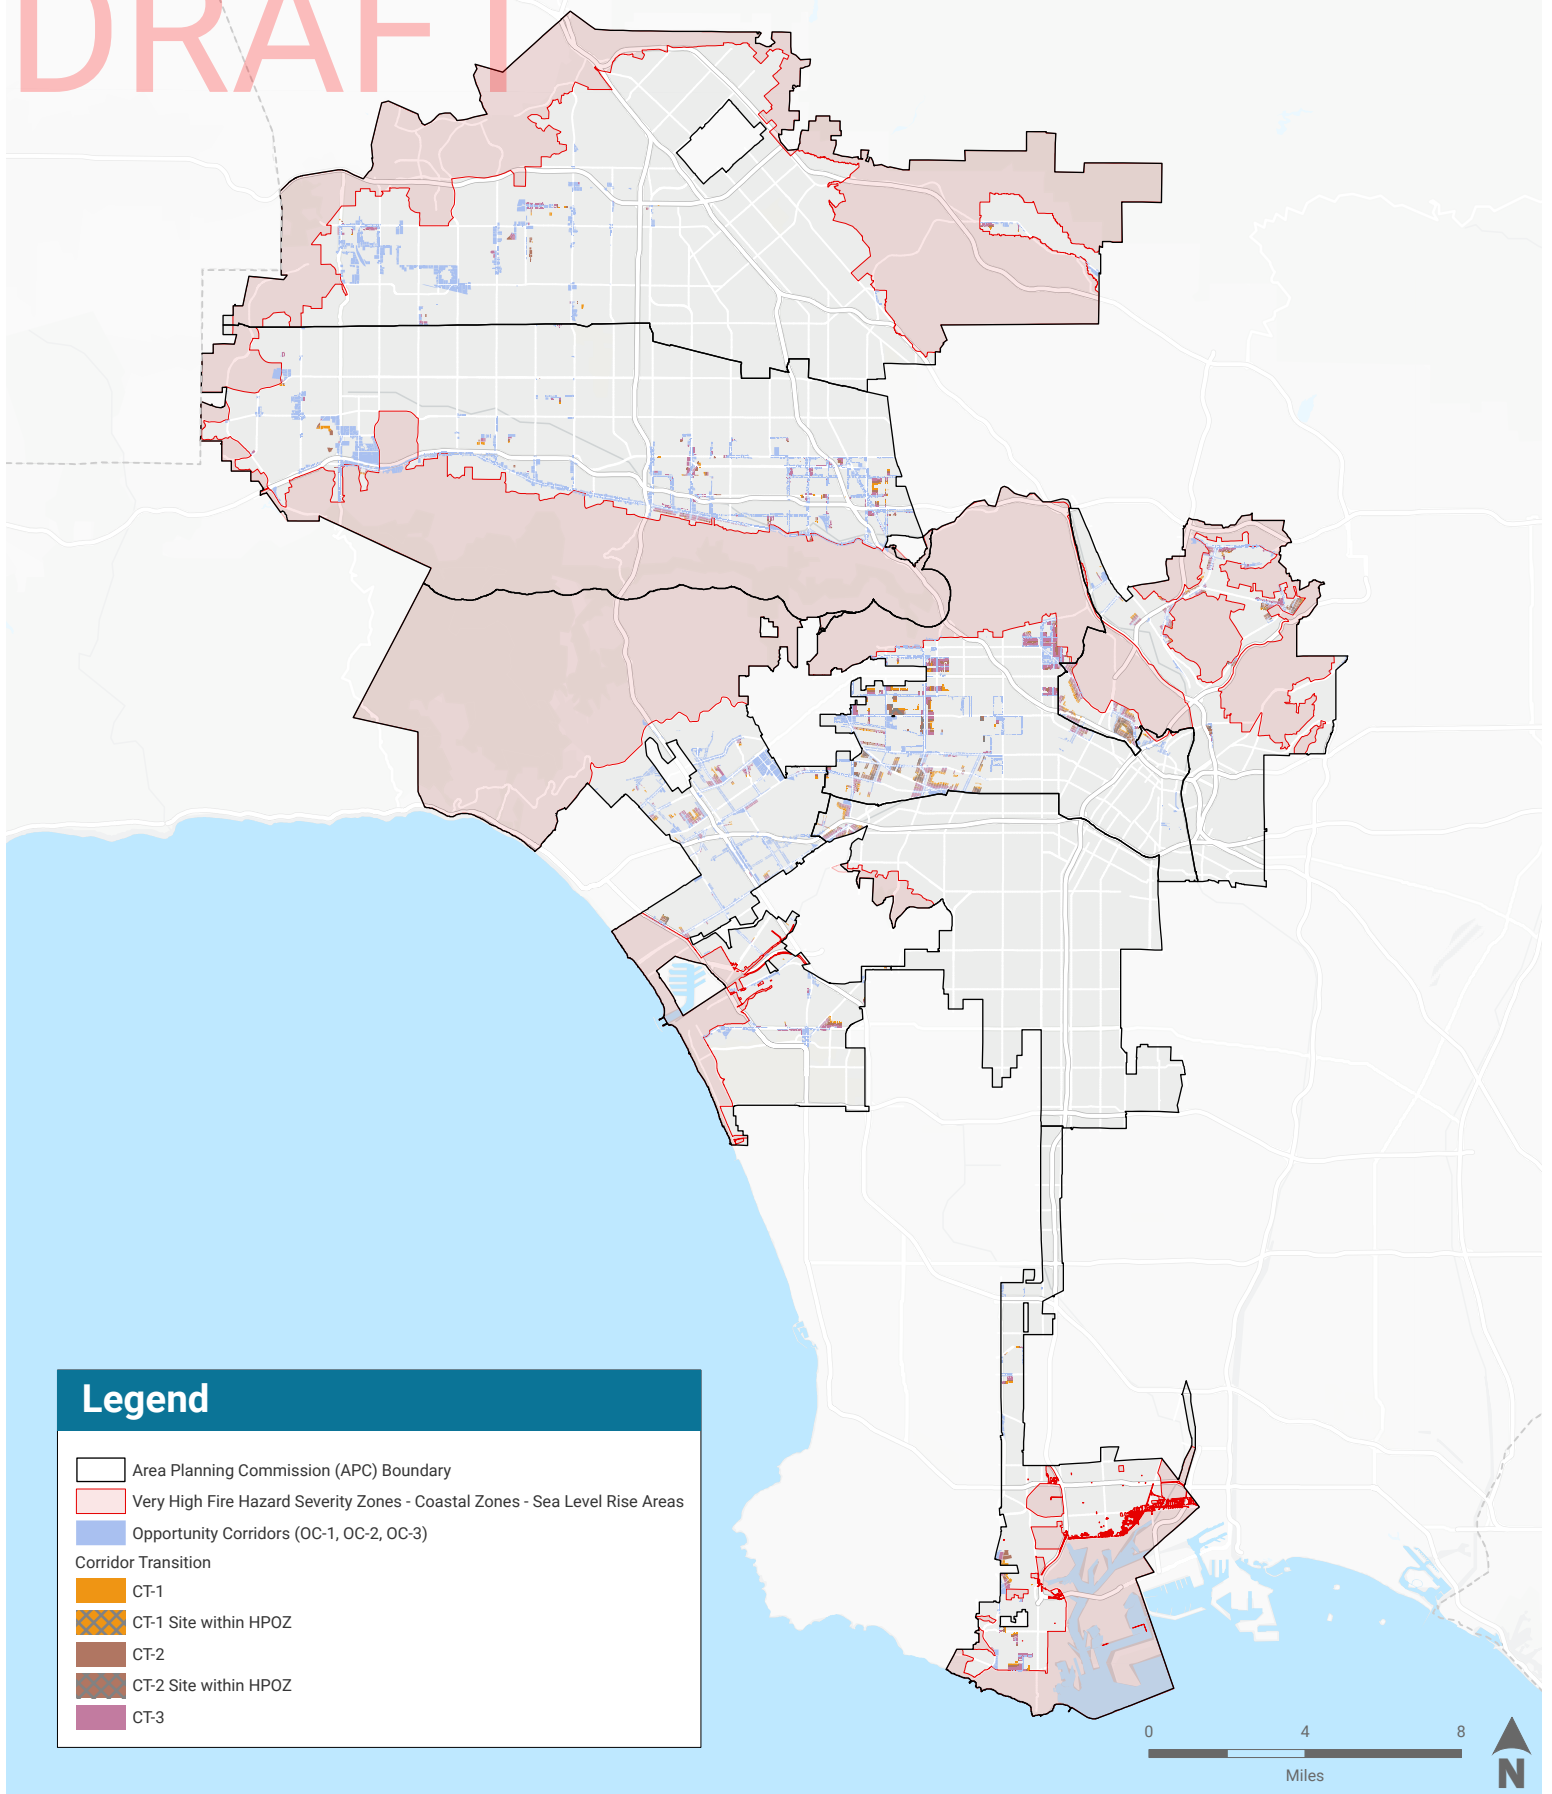 DRAFT
Legend
Area Planning Commission (APC) Boundary
Very High Fire Hazard Severity Zones - Coastal Zones - Sea Level Rise Areas
Opportunity Corridors (OC-1, OC-2, OC-3)
Corridor Transition
CT-1
CT-1 Site within HPOZ
CT-2
CT-2 Site within HPOZ
CT-3
0 4 8
Miles
N